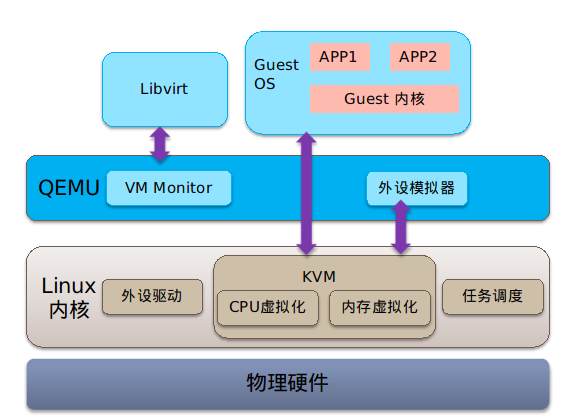 Libvirt
Guest
OS
APP1
APP2
Guest 内核
QEMU
VM Monitor
外设模拟器
Linux
内核
外设驱动
KVM
CPU虚拟化
内存虚拟化
任务调度
物理硬件